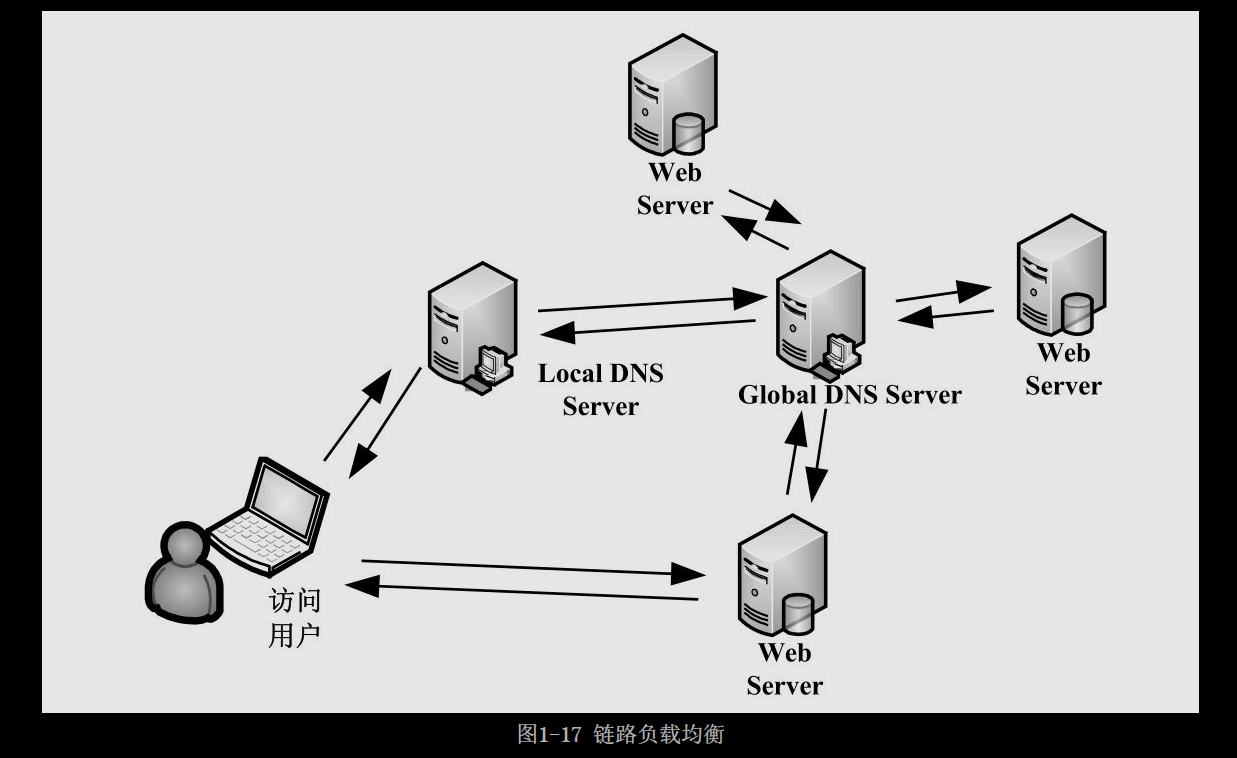 Web
Server
Web
Server
Local DNS
Server
Global DNS Server
访问
用户
Web
Server
图1-17 链路负载均衡